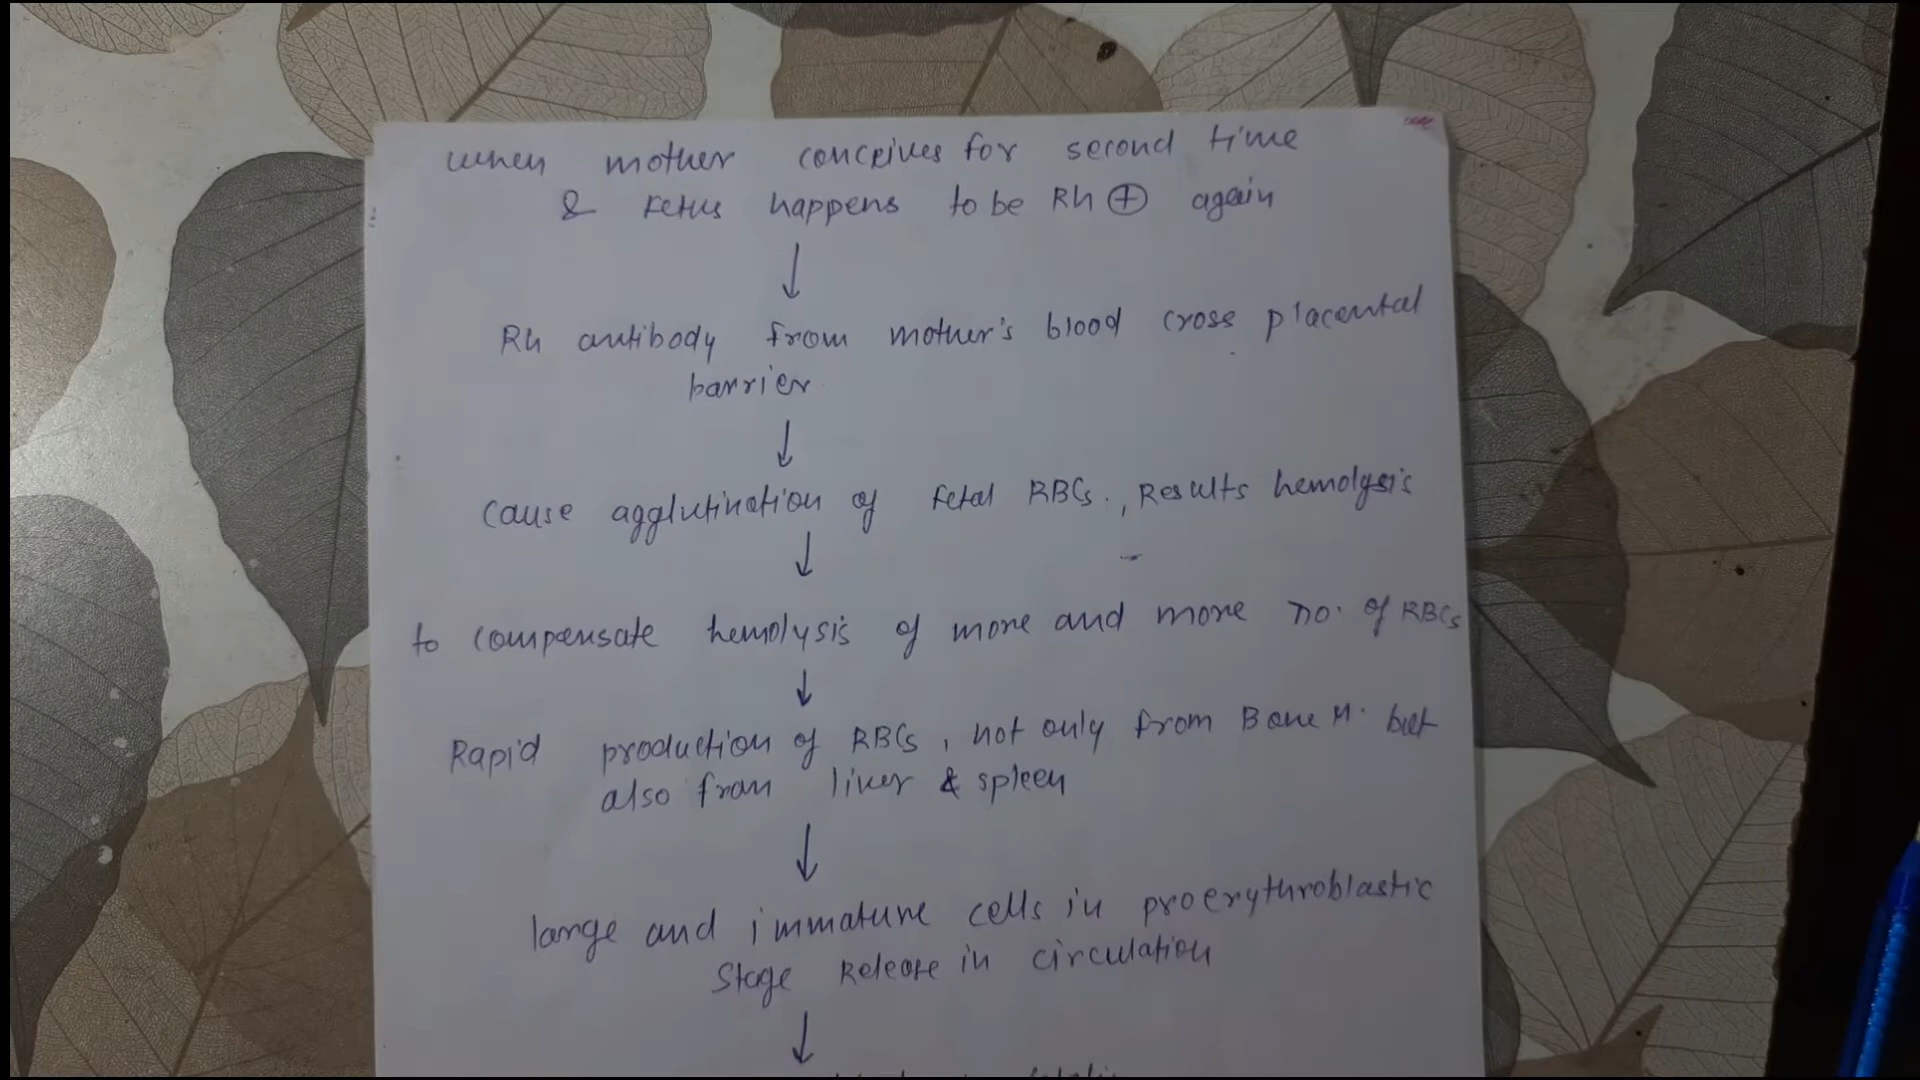 when mother conceives for second time
& Fetus happens to be Rh ⊕ again
↓
Rh antibody from mother's blood cross placental
barrier
↓
cause agglutination of fetal RBCs., Results hemolysis
↓
to compensate hemolysis of more and more no. of RBCs
↓
Rapid production of RBCs, not only from Bone M. but
also from liver & spleen
↓
large and immature cells in proerythroblastic
Stage Release in circulation
↓